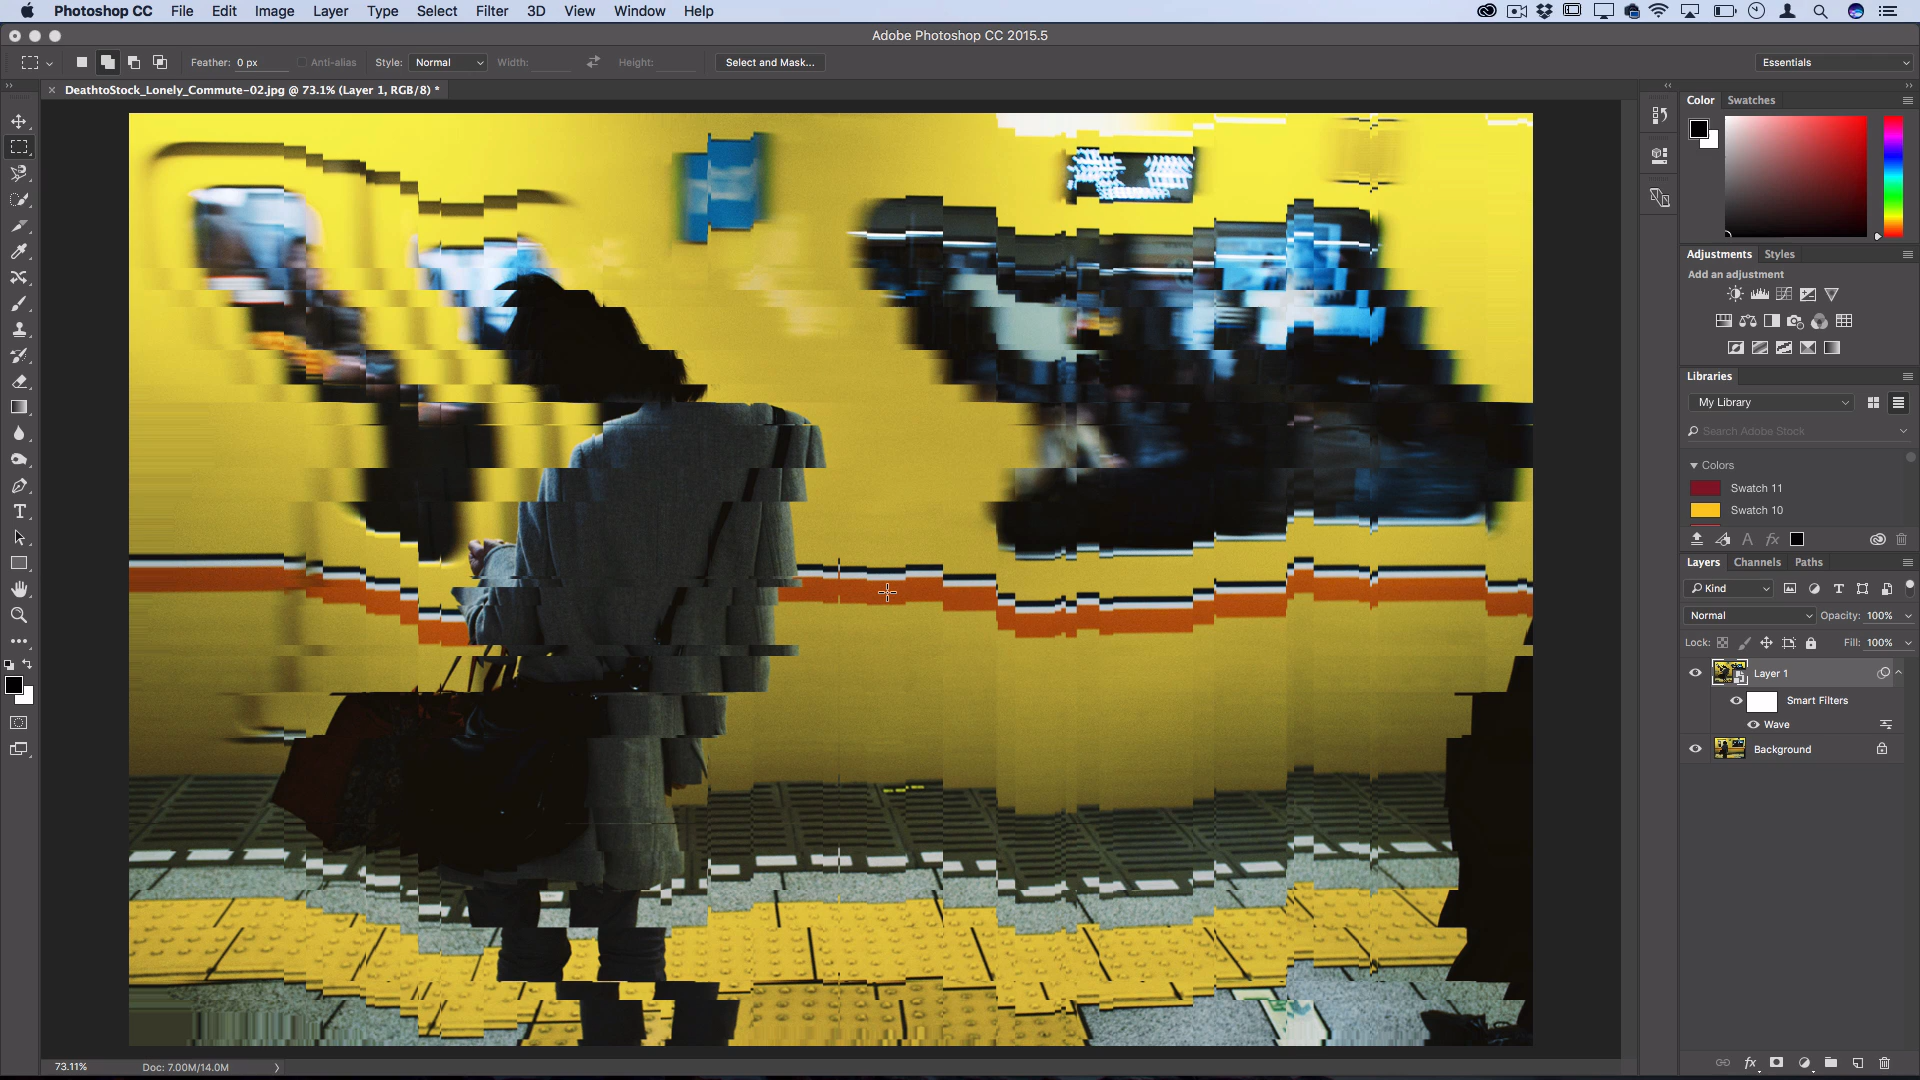 Photoshop CC File Edit Image Layer Type Select Filter 3D View Window Help
Adobe Photoshop CC 2015.5
Feather: 0 px Anti-alias Style: Normal Width: Height: Select and Mask... Essentials
DeathtoStock_Lonely_Commute-02.jpg @ 73.1% (Layer 1, RGB/8) *
Color Swatches
Adjustments Styles
Add an adjustment
Libraries
My Library
Search Adobe Stock
Colors
Swatch 11
Swatch 10
Layers Channels Paths
Kind
Normal Opacity: 100%
Lock: Fill: 100%
Layer 1
Smart Filters
Wave
Background
73.11% Doc: 7.00M/14.0M